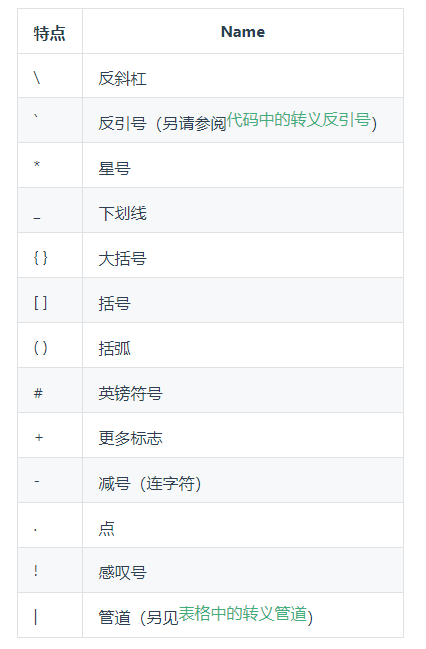 特点 Name
\ 反斜杠
` 反引号（另请参阅代码中的转义反引号）
* 星号
_ 下划线
{ } 大括号
[ ] 括号
( ) 括弧
# 英镑符号
+ 更多标志
- 减号（连字符）
. 点
! 感叹号
| 管道（另见表格中的转义管道）